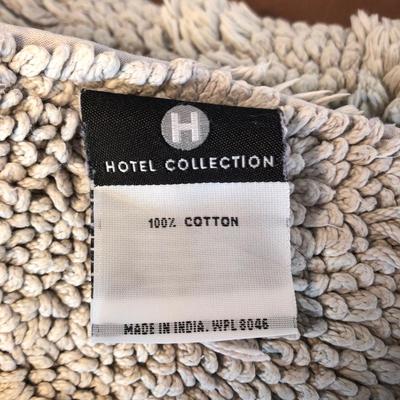 H
HOTEL COLLECTION
100% COTTON
MADE IN INDIA. WPL 8046